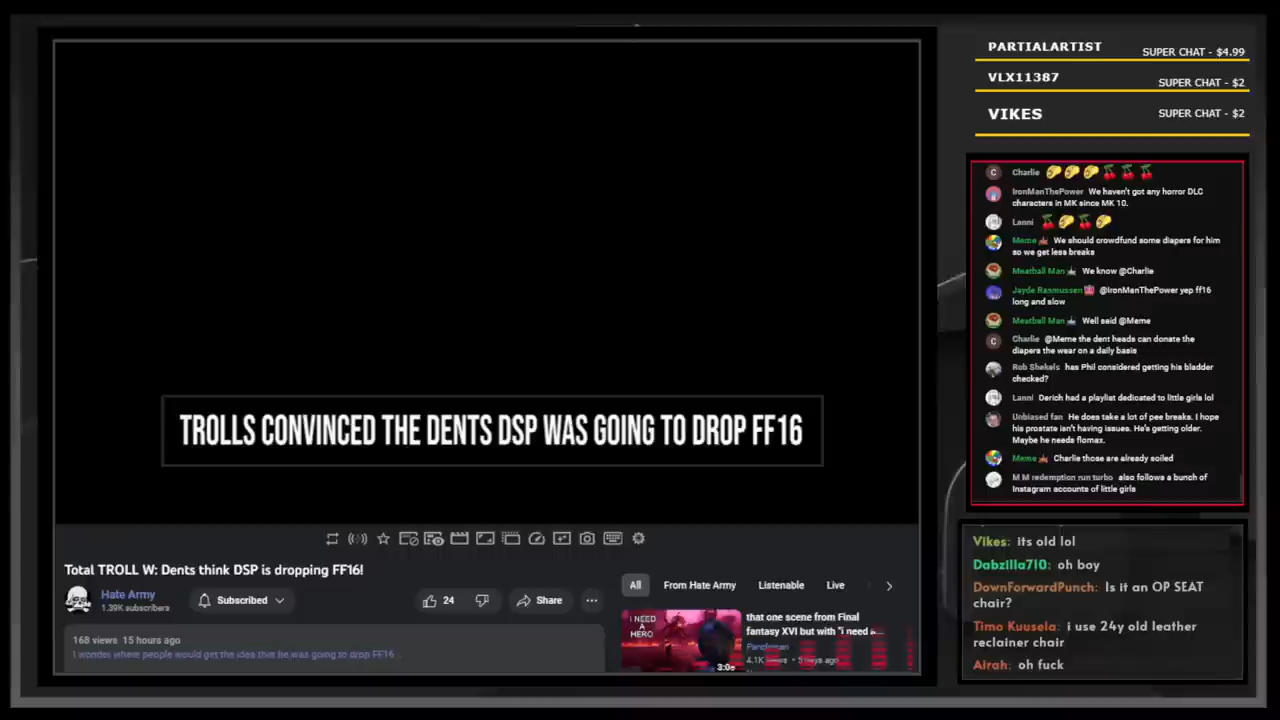 TROLLS CONVINCED THE DENTS DSP WAS GOING TO DROP FF16
Total TROLL W: Dents think DSP is dropping FF16!
Hate Army
1.39K subscribers
Subscribed
24
Share
168 views 15 hours ago
I wonder where people would get the idea that he was going to drop FF16...
All
From Hate Army
Listenable
Live
I NEED
A
HERO
3:05
that one scene from Final
fantasy XVI but with "i need a...
4.1K
PARTIALARTIST
SUPER CHAT - $4.99
VLX11387
SUPER CHAT - $2
VIKES
SUPER CHAT - $2
C Charlie
IronManThePower We haven't got any horror DLC
characters in MK since MK 10.
Lanni
Meme We should crowdfund some diapers for him
so we get less breaks
Meatball Man We know @Charlie
Jayde Rasmussen @IronManThePower yep ff16
long and slow
Meatball Man Well said @Meme
C Charlie @Meme the dent heads can donate the
diapers the wear on a daily basis
Rob Shekels has Phil considered getting his bladder
checked?
Lanni Derich had a playlist dedicated to little girls lol
Unbiased fan He does take a lot of pee breaks. I hope
his prostate isn't having issues. He's getting older.
Maybe he needs flomax.
Meme Charlie those are already soiled
M M redemption run turbo also follows a bunch of
Instagram accounts of little girls
Vikes: its old lol
Dabzilla710: oh boy
DownForwardPunch: Is it an OP SEAT
chair?
Timo Kuusela: i use 24y old leather
reclainer chair
Alrah: oh fuck